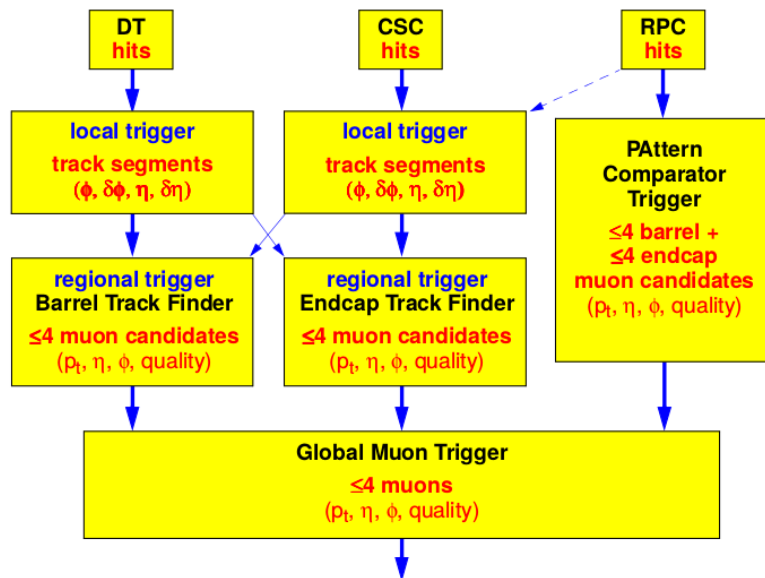 DT
hits
CSC
hits
RPC
hits
local trigger
track segments
(ϕ, δϕ, η, δη)
local trigger
track segments
(ϕ, δϕ, η, δη)
PAttern
Comparator
Trigger
≤4 barrel +
≤4 endcap
muon candidates
(pt, η, ϕ, quality)
regional trigger
Barrel Track Finder
≤4 muon candidates
(pt, η, ϕ, quality)
regional trigger
Endcap Track Finder
≤4 muon candidates
(pt, η, ϕ, quality)
Global Muon Trigger
≤4 muons
(pt, η, ϕ, quality)